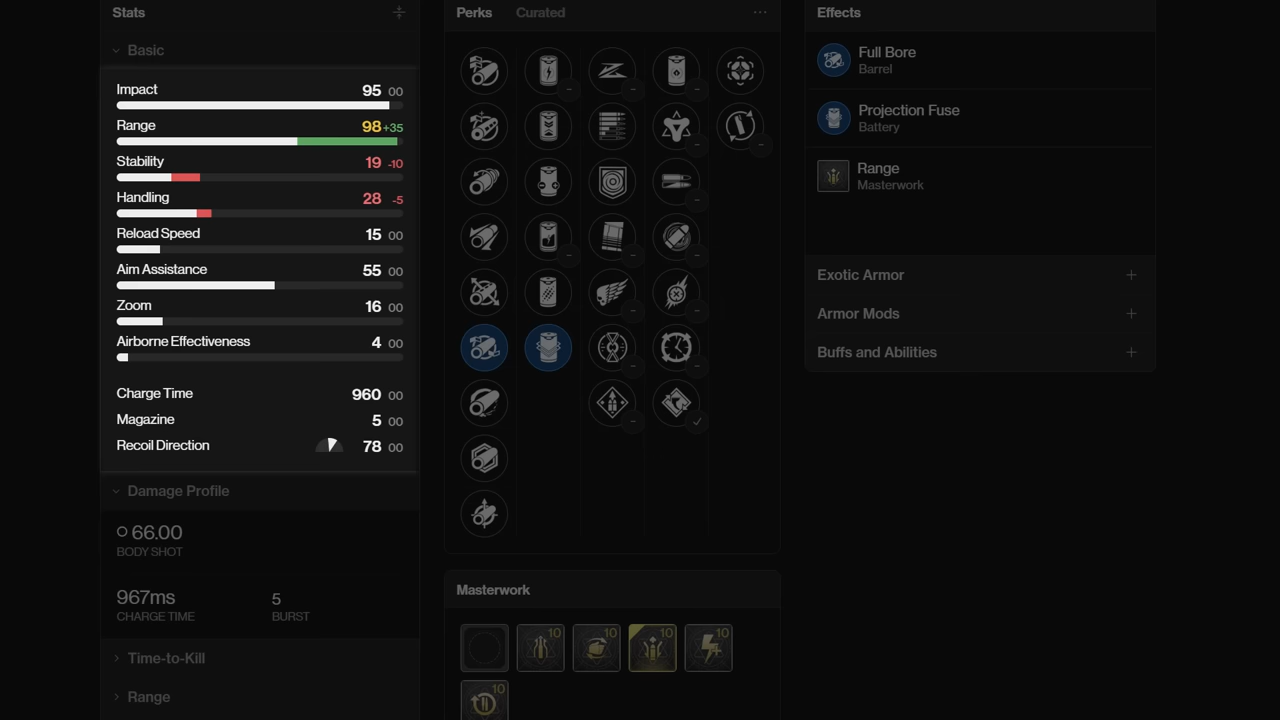 Stats
Basic
Impact 95 00
Range 98 +35
Stability 19 -10
Handling 28 -5
Reload Speed 15 00
Aim Assistance 55 00
Zoom 16 00
Airborne Effectiveness 4 00
Charge Time 960 00
Magazine 5 00
Recoil Direction 78 00
Damage Profile
66.00
BODY SHOT
967ms 5
CHARGE TIME BURST
Time-to-Kill
Range
Perks Curated
Masterwork
10 10 10 10
10
Effects
Full Bore
Barrel
Projection Fuse
Battery
Range
Masterwork
Exotic Armor
Armor Mods
Buffs and Abilities